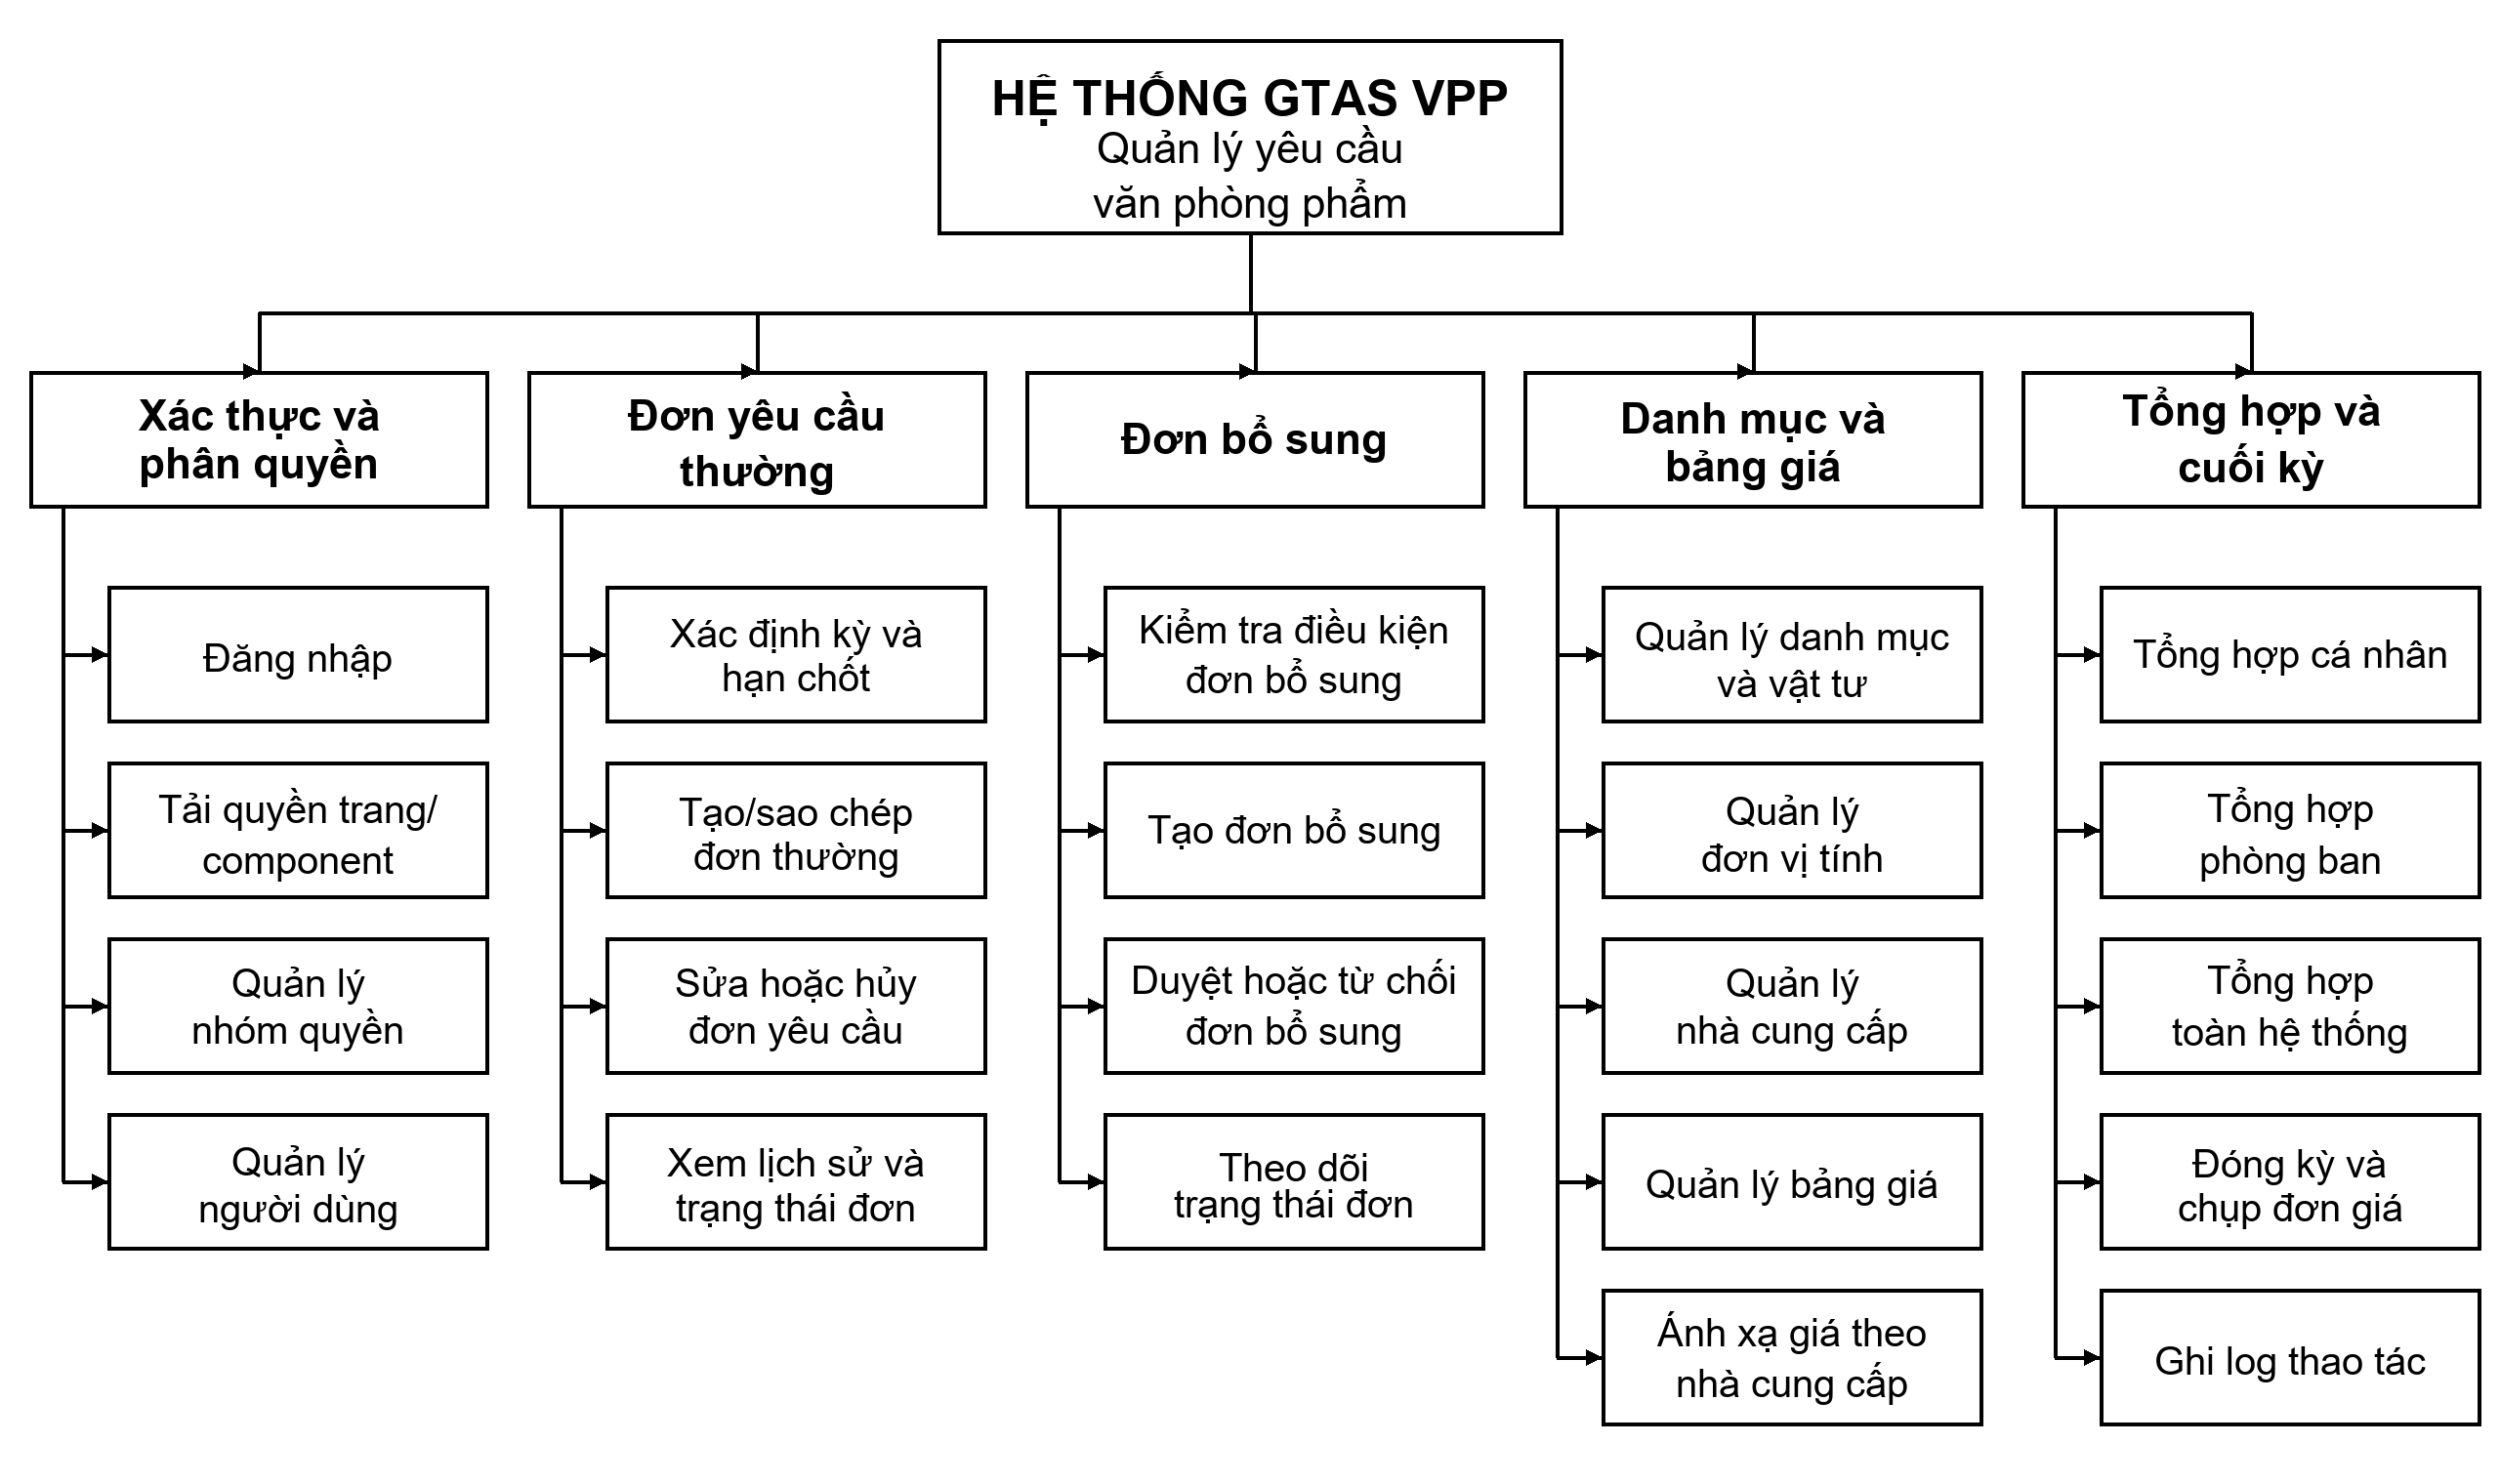 HỆ THỐNG GTAS VPP
Quản lý yêu cầu
văn phòng phẩm
Xác thực và
phân quyền
Đăng nhập
Tải quyền trang/
component
Quản lý
nhóm quyền
Quản lý
người dùng
Đơn yêu cầu
thường
Xác định kỳ và
hạn chốt
Tạo/sao chép
đơn thường
Sửa hoặc hủy
đơn yêu cầu
Xem lịch sử và
trạng thái đơn
Đơn bổ sung
Kiểm tra điều kiện
đơn bổ sung
Tạo đơn bổ sung
Duyệt hoặc từ chối
đơn bổ sung
Theo dõi
trạng thái đơn
Danh mục và
bảng giá
Quản lý danh mục
và vật tư
Quản lý
đơn vị tính
Quản lý
nhà cung cấp
Quản lý bảng giá
Ánh xạ giá theo
nhà cung cấp
Tổng hợp và
cuối kỳ
Tổng hợp cá nhân
Tổng hợp
phòng ban
Tổng hợp
toàn hệ thống
Đóng kỳ và
chụp đơn giá
Ghi log thao tác